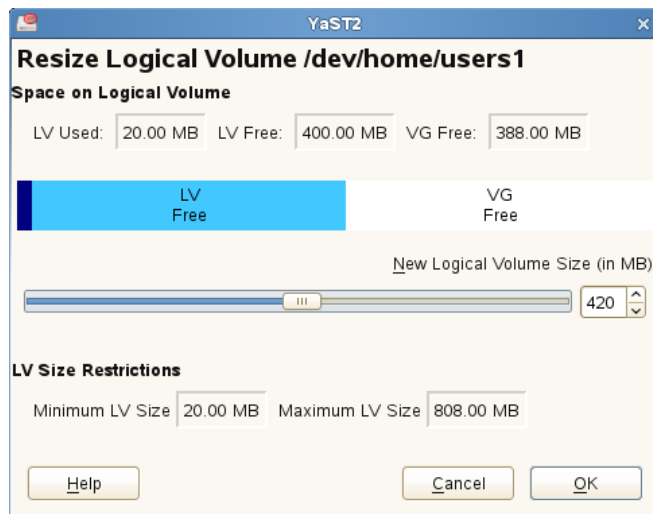 YaST2
Resize Logical Volume /dev/home/users1
Space on Logical Volume
LV Used: 20.00 MB LV Free: 400.00 MB VG Free: 388.00 MB
LV VG
Free Free
New Logical Volume Size (in MB)
420
LV Size Restrictions
Minimum LV Size 20.00 MB Maximum LV Size 808.00 MB
Help Cancel OK